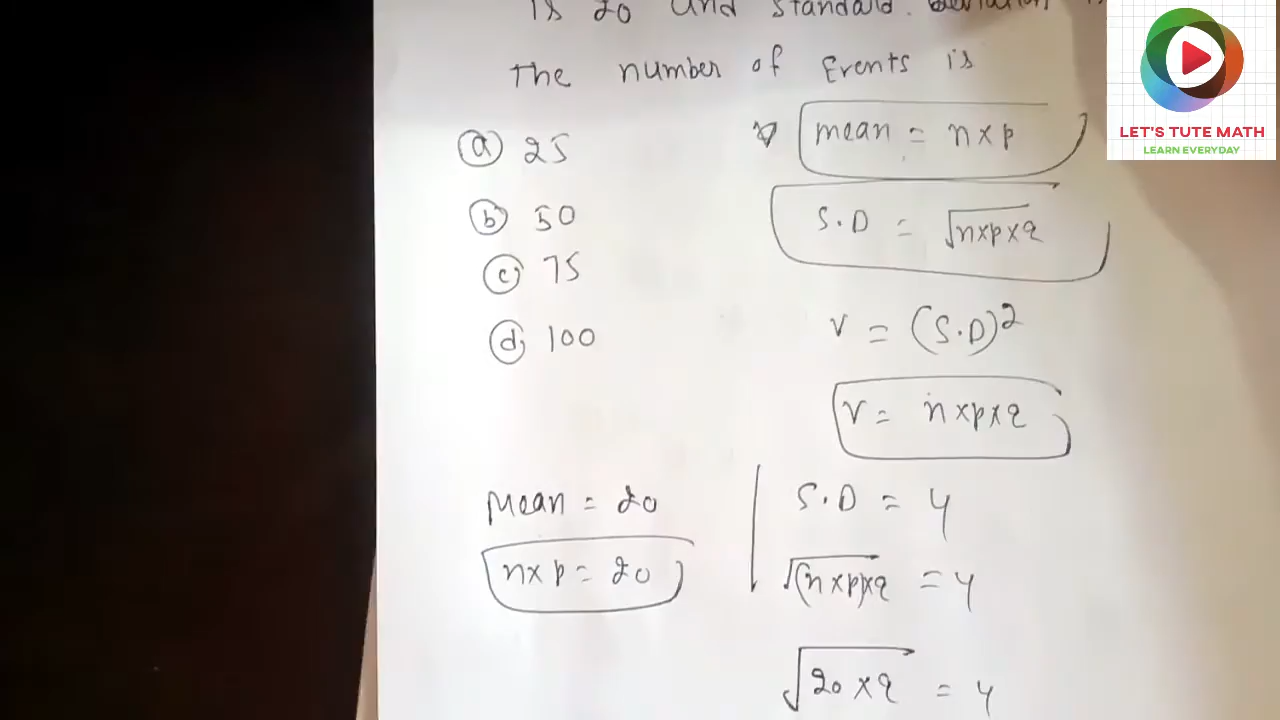 is 20 and standard deviation
The number of Events is
(a) 25
(b) 50
(c) 75
(d) 100
mean = n×p
S.D = √n×p×q
V = (S.D)²
V = n×p×q
Mean = 20
n×p = 20
S.D = 4
√(n×p)×q = 4
√20×q = 4
LET'S TUTE MATH
LEARN EVERYDAY